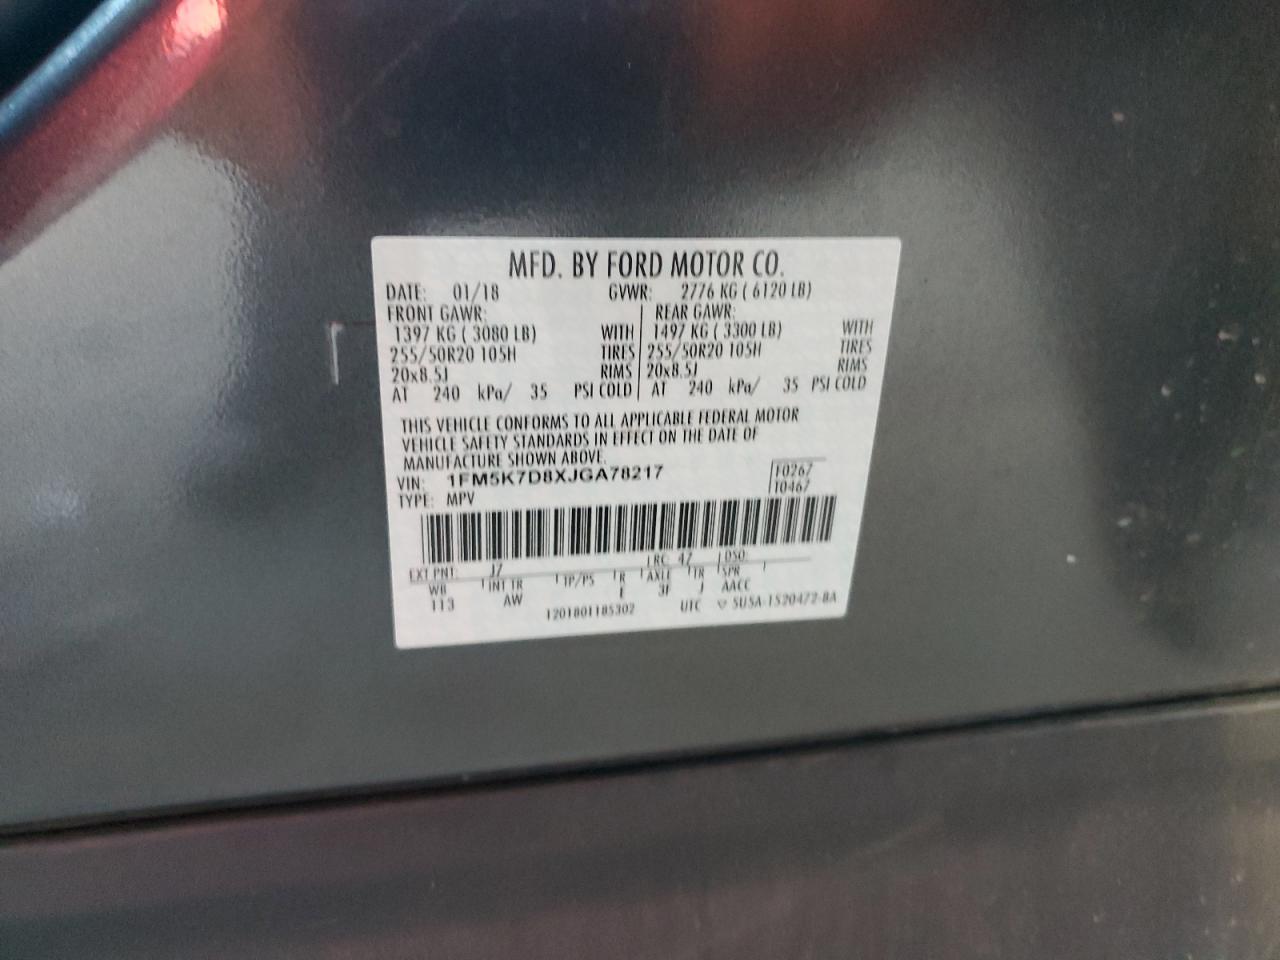 MFD. BY FORD MOTOR CO.
DATE: 01/18 GVWR: 2776 KG ( 6120 LB)
FRONT GAWR: REAR GAWR:
1397 KG ( 3080 LB) WITH 1497 KG ( 3300 LB) WITH
255/50R20 105H TIRES 255/50R20 105H TIRES
20x8.5J RIMS 20x8.5J RIMS
AT 240 kPa/ 35 PSI COLD AT 240 kPa/ 35 PSI COLD
THIS VEHICLE CONFORMS TO ALL APPLICABLE FEDERAL MOTOR
VEHICLE SAFETY STANDARDS IN EFFECT ON THE DATE OF
MANUFACTURE SHOWN ABOVE.
VIN: 1FM5K7D8XJGA78217 T0267
TYPE: MPV T0467
EXT PNT: J7 RC: 47 DSO:
WB INT TR TP/PS R AXLE TR SPR
113 AW E 3F J AACC
1201801185302 UTC ▽ 5U5A-1520472-BA